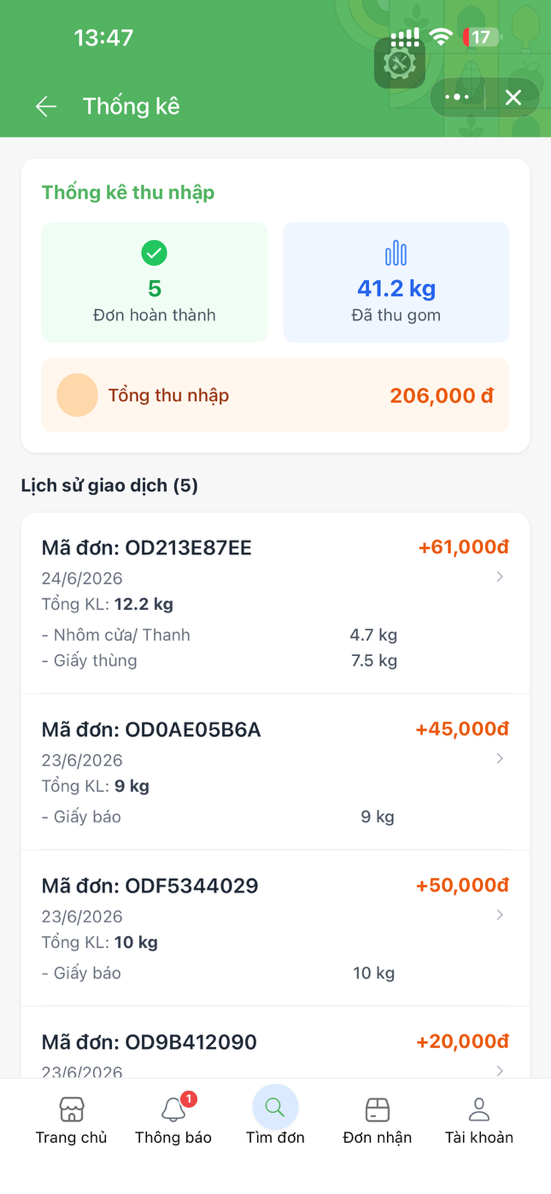 13:47
17
Thống kê
Thống kê thu nhập
5
Đơn hoàn thành
41.2 kg
Đã thu gom
Tổng thu nhập
206,000 đ
Lịch sử giao dịch (5)
Mã đơn: OD213E87EE
+61,000đ
24/6/2026
Tổng KL: 12.2 kg
- Nhôm cừa/ Thanh
4.7 kg
- Giấy thùng
7.5 kg
Mã đơn: OD0AE05B6A
+45,000đ
23/6/2026
Tổng KL: 9 kg
- Giấy báo
9 kg
Mã đơn: ODF5344029
+50,000đ
23/6/2026
Tổng KL: 10 kg
- Giấy báo
10 kg
Mã đơn: OD9B412090
+20,000đ
23/6/2026
1
Trang chủ
Thông báo
Tìm đơn
Đơn nhận
Tài khoản